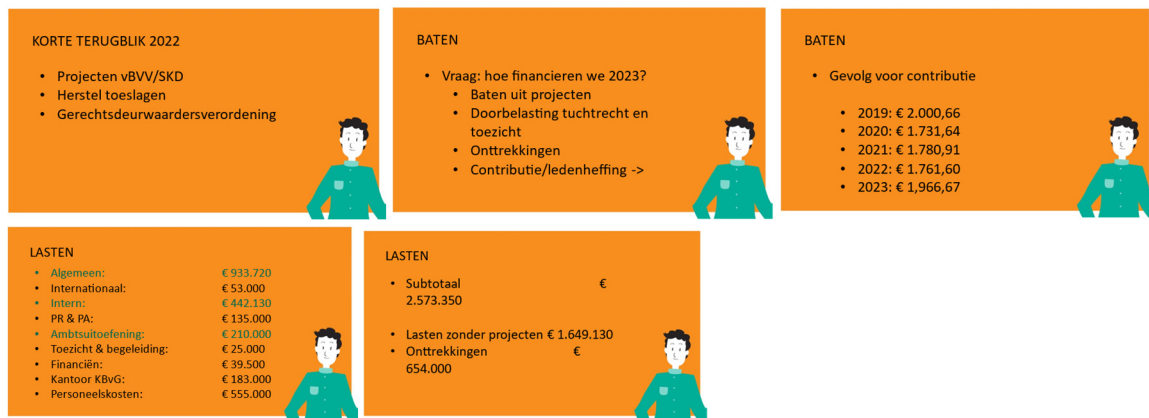 KORTE TERUGBLIK 2022
• Projecten vBVV/SKD
• Herstel toeslagen
• Gerechtsdeurwaardersverordening
BATEN
• Vraag: hoe financieren we 2023?
• Baten uit projecten
• Doorbelasting tuchtrecht en
toezicht
• Onttrekkingen
• Contributie/ledenheffing ->
BATEN
• Gevolg voor contributie
• 2019: € 2.000,66
• 2020: € 1.731,64
• 2021: € 1.780,91
• 2022: € 1.761,60
• 2023: € 1,966,67
LASTEN
• Algemeen: € 933.720
• Internationaal: € 53.000
• Intern: € 442.130
• PR & PA: € 135.000
• Ambtsuitoefening: € 210.000
• Toezicht & begeleiding: € 25.000
• Financiën: € 39.500
• Kantoor KBvG: € 183.000
• Personeelskosten: € 555.000
LASTEN
• Subtotaal €
2.573.350
• Lasten zonder projecten € 1.649.130
• Onttrekkingen €
654.000